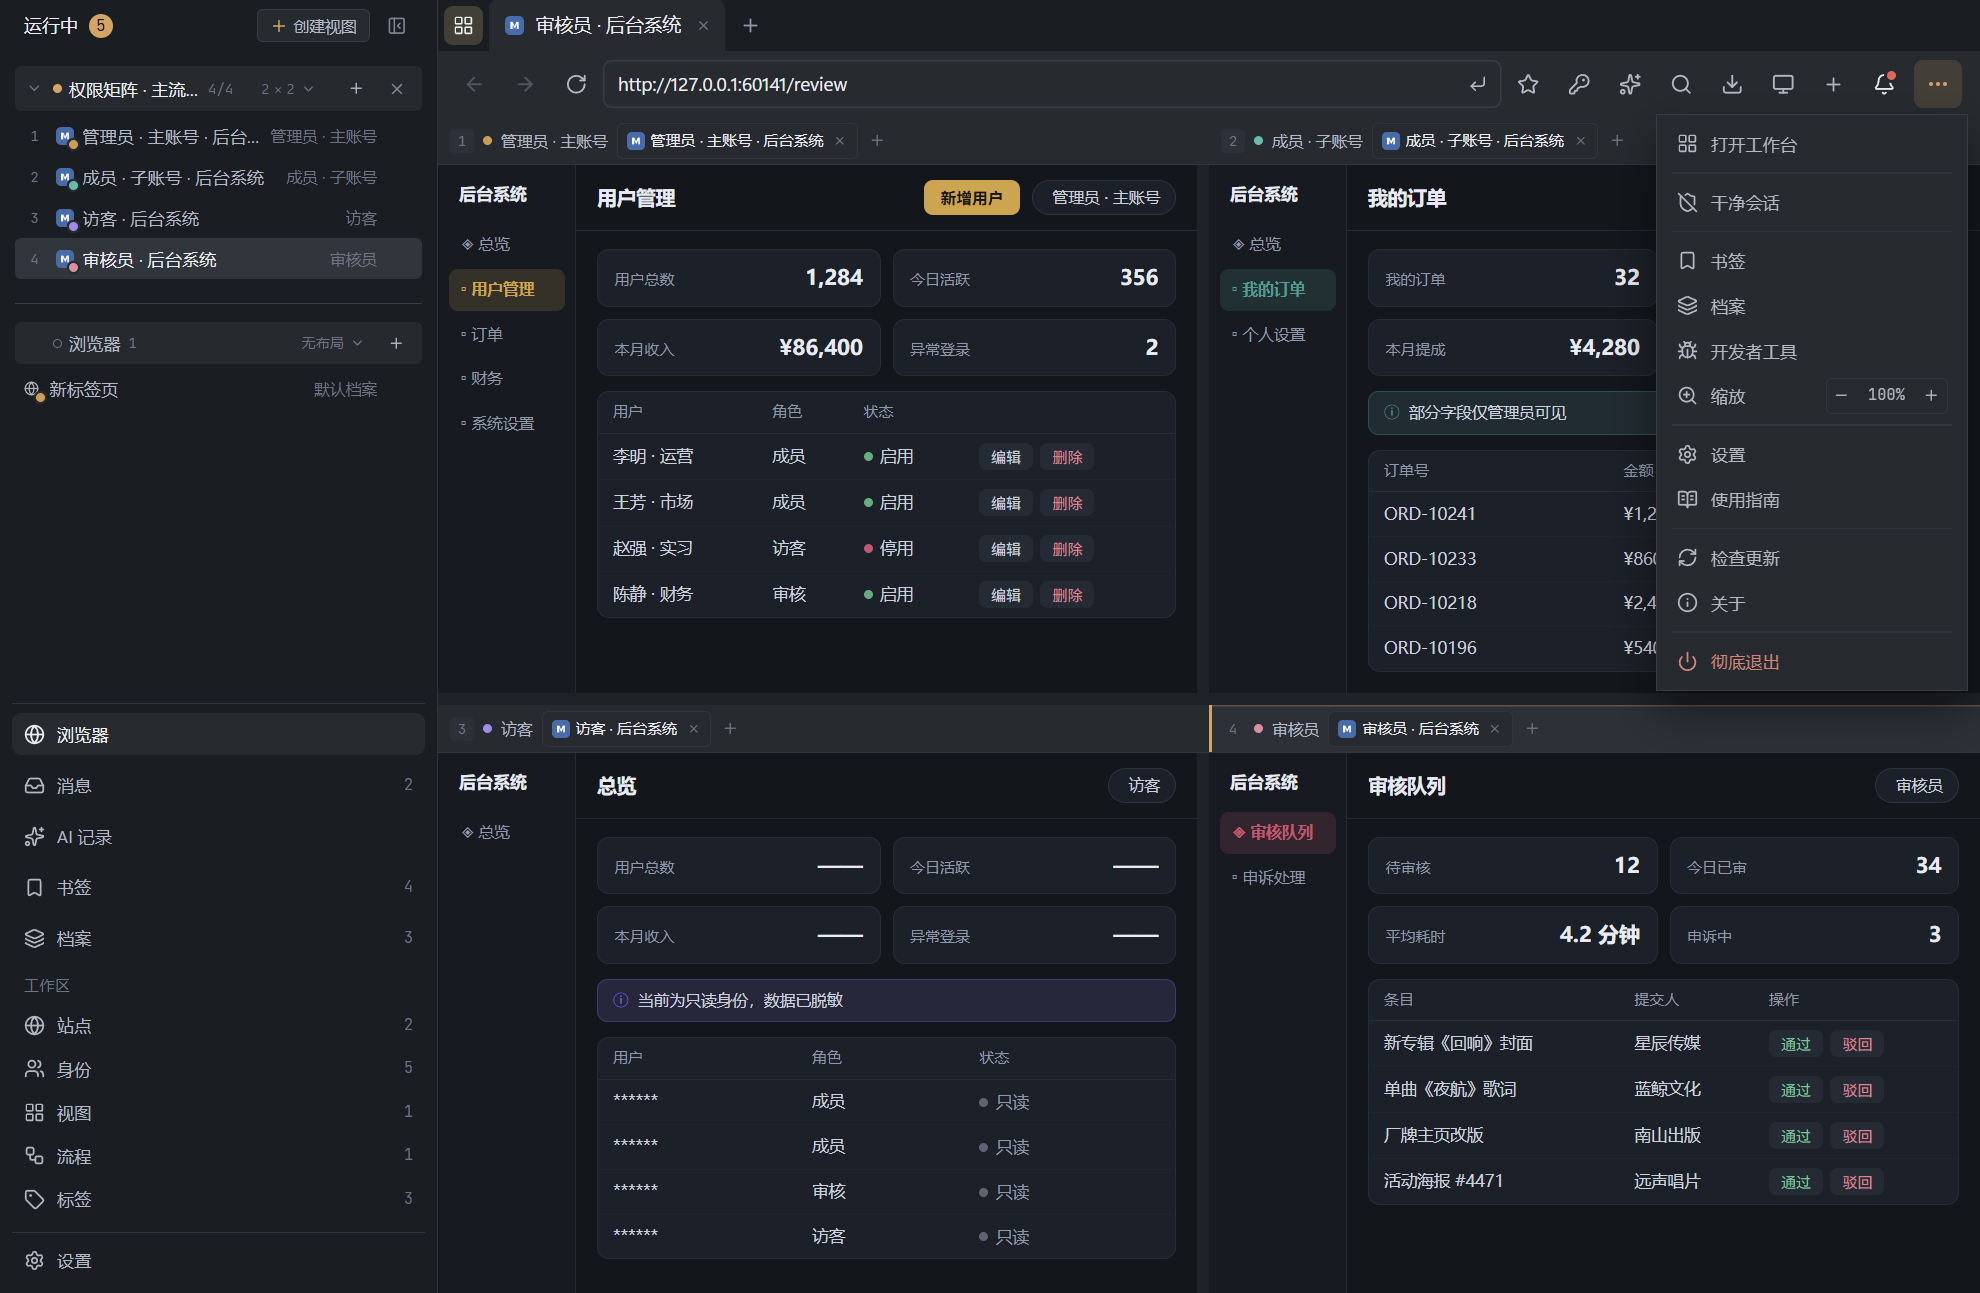 运行中 5
创建视图
权限矩阵 · 主流... 4/4 2 × 2
1 管理员 · 主账号 · 后台... 管理员 · 主账号
2 成员 · 子账号 · 后台系统 成员 · 子账号
3 访客 · 后台系统 访客
4 审核员 · 后台系统 审核员
浏览器 1 无布局
新标签页 默认档案
浏览器
消息 2
AI 记录
书签 4
档案 3
工作区
站点 2
身份 5
视图 1
流程 1
标签 3
设置
M 审核员 · 后台系统
http://127.0.0.1:60141/review
1 管理员 · 主账号 M 管理员 · 主账号 · 后台系统
后台系统
总览
用户管理
订单
财务
系统设置
用户管理 新增用户 管理员 · 主账号
用户总数 1,284 今日活跃 356
本月收入 ¥86,400 异常登录 2
用户 角色 状态
李明 · 运营 成员 启用 编辑 删除
王芳 · 市场 成员 启用 编辑 删除
赵强 · 实习 访客 停用 编辑 删除
陈静 · 财务 审核 启用 编辑 删除
2 成员 · 子账号 M 成员 · 子账号 · 后台系统
后台系统
总览
我的订单
个人设置
我的订单
我的订单 32
本月提成 ¥4,280
部分字段仅管理员可见
订单号 金额
ORD-10241 ¥1,2
ORD-10233 ¥860
ORD-10218 ¥2,4
ORD-10196 ¥540
打开工作台
干净会话
书签
档案
开发者工具
缩放 − 100% +
设置
使用指南
检查更新
关于
彻底退出
3 访客 M 访客 · 后台系统
后台系统
总览
总览 访客
用户总数 —— 今日活跃 ——
本月收入 —— 异常登录 ——
当前为只读身份，数据已脱敏
用户 角色 状态
****** 成员 只读
****** 成员 只读
****** 审核 只读
****** 访客 只读
4 审核员 M 审核员 · 后台系统
后台系统
审核队列
申诉处理
审核队列 审核员
待审核 12 今日已审 34
平均耗时 4.2 分钟 申诉中 3
条目 提交人 操作
新专辑《回响》封面 星辰传媒 通过 驳回
单曲《夜航》歌词 蓝鲸文化 通过 驳回
厂牌主页改版 南山出版 通过 驳回
活动海报 #4471 远声唱片 通过 驳回